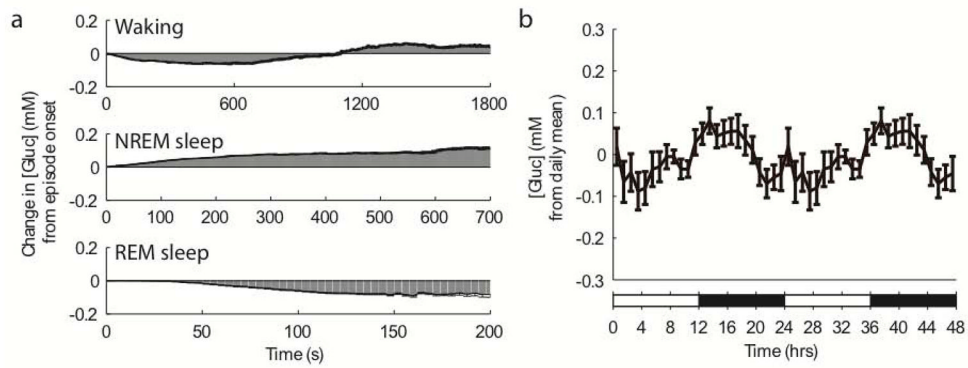 a
Change in [Gluc] (mM)
from episode onset
Waking
0.2
0
-0.2
0 600 1200 1800
NREM sleep
0.2
0
-0.2
0 100 200 300 400 500 600 700
REM sleep
0.2
0
-0.2
0 50 100 150 200
Time (s)
b
[Gluc] (mM
from daily mean)
0.3
0.2
0.1
0
-0.1
-0.2
-0.3
0 4 8 12 16 20 24 28 32 36 40 44 48
Time (hrs)